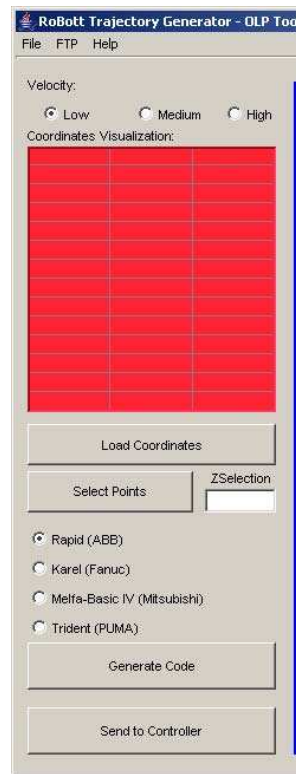 RoBott Trajectory Generator - OLP Too
File FTP Help
Velocity:
Low Medium High
Coordinates Visualization:
Load Coordinates
ZSelection
Select Points
Rapid (ABB)
Karel (Fanuc)
Melfa-Basic IV (Mitsubishi)
Trident (PUMA)
Generate Code
Send to Controller